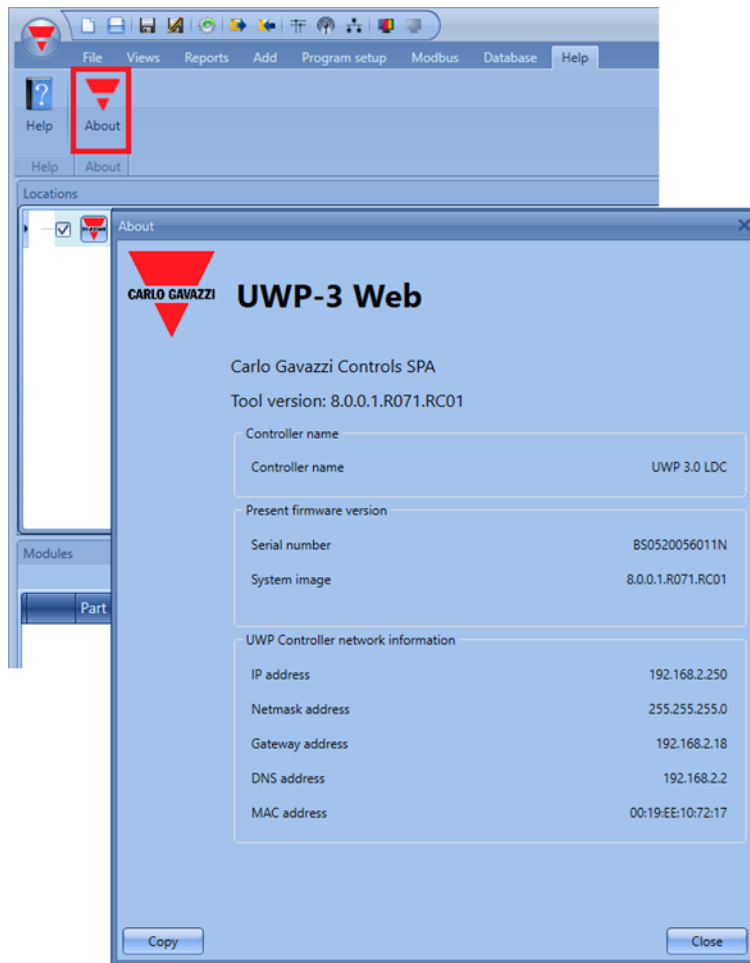 File Views Reports Add Program setup Modbus Database Help
Help About
Help About
Locations
About
CARLO GAVAZZI
UWP-3 Web
Carlo Gavazzi Controls SPA
Tool version: 8.0.0.1.R071.RC01
Controller name
Controller name UWP 3.0 LDC
Present firmware version
Serial number BS0520056011N
System image 8.0.0.1.R071.RC01
UWP Controller network information
IP address 192.168.2.250
Netmask address 255.255.255.0
Gateway address 192.168.2.18
DNS address 192.168.2.2
MAC address 00:19:EE:10:72:17
Modules
Part
Copy Close